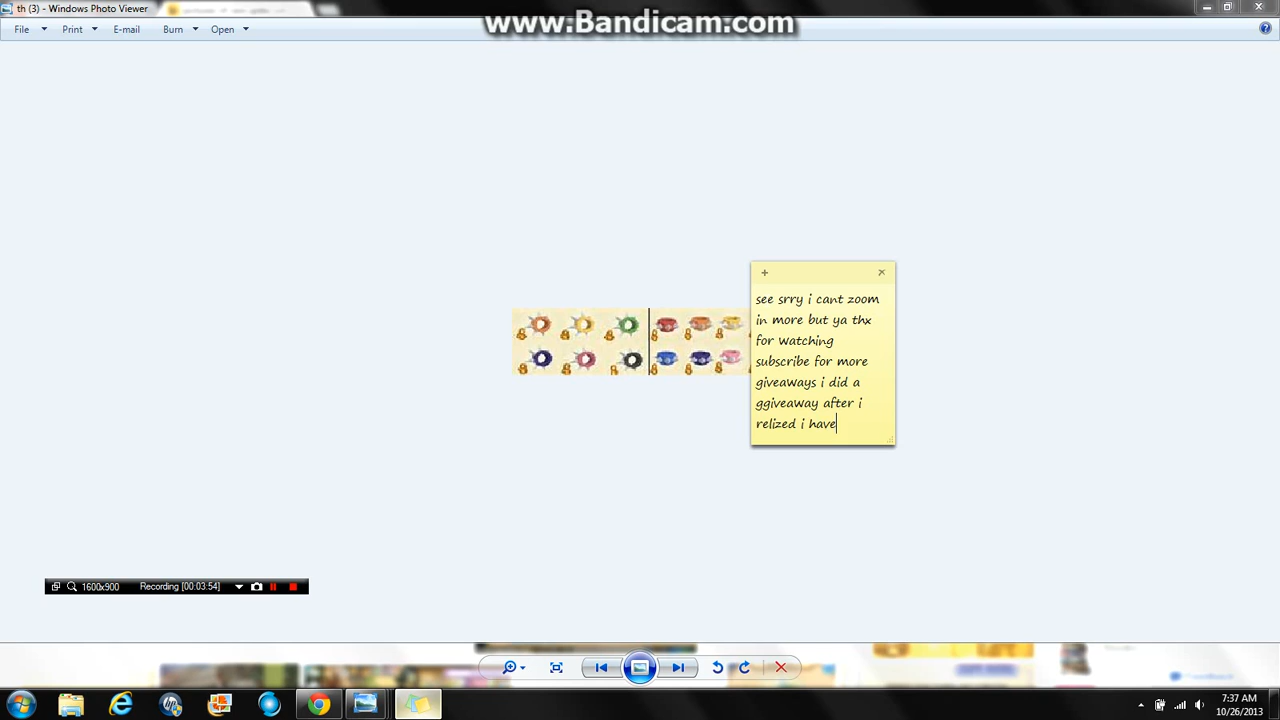 th (3) - Windows Photo Viewer
www.Bandicam.com
File Print E-mail Burn Open
see srry i cant zoom
in more but ya thx
for watching
subscribe for more
giveaways i did a
ggiveaway after i
relized i have
1600x900 Recording [00:03:54]
7:37 AM
10/26/2013